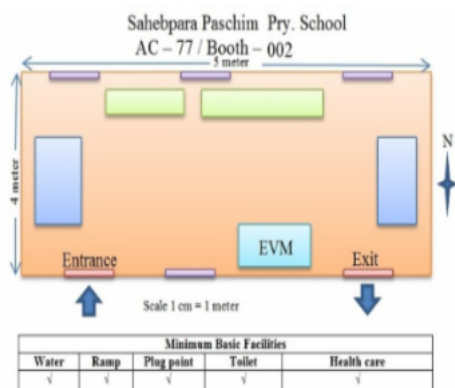 Sahebpara Paschim Pry. School
AC – 77 / Booth – 002
5 meter
4 meter
N
EVM
Entrance
Exit
Scale 1 cm = 1 meter
Minimum Basic Facilities
Water Ramp Plug point Toilet Health care
√ √ √ √ √